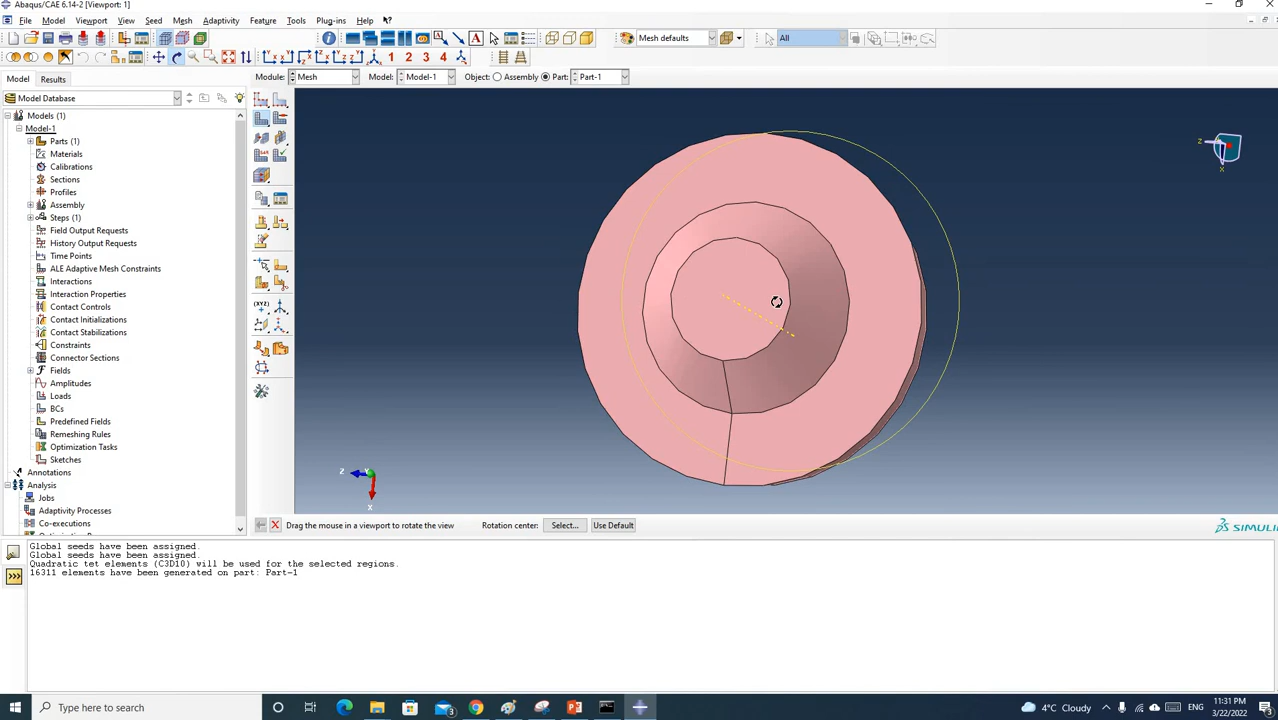 Abaqus/CAE 6.14-2 [Viewport: 1]
File Model Viewport View Seed Mesh Adaptivity Feature Tools Plug-ins Help
Mesh defaults All
1 2 3 4
Model Results Module: Mesh Model: Model-1 Object: Assembly Part: Part-1
Model Database
Models (1)
Model-1
Parts (1)
Materials
Calibrations
Sections
Profiles
Assembly
Steps (1)
Field Output Requests
History Output Requests
Time Points
ALE Adaptive Mesh Constraints
Interactions
Interaction Properties
Contact Controls
Contact Initializations
Contact Stabilizations
Constraints
Connector Sections
Fields
Amplitudes
Loads
BCs
Predefined Fields
Remeshing Rules
Optimization Tasks
Sketches
Annotations
Analysis
Jobs
Adaptivity Processes
Co-executions
Z
X
Z
Y
X
Drag the mouse in a viewport to rotate the view Rotation center: Select... Use Default
SIMULI
Global seeds have been assigned.
Global seeds have been assigned.
Quadratic tet elements (C3D10) will be used for the selected regions.
16311 elements have been generated on part: Part-1
Type here to search
4°C Cloudy ENG 11:31 PM
3/22/2022